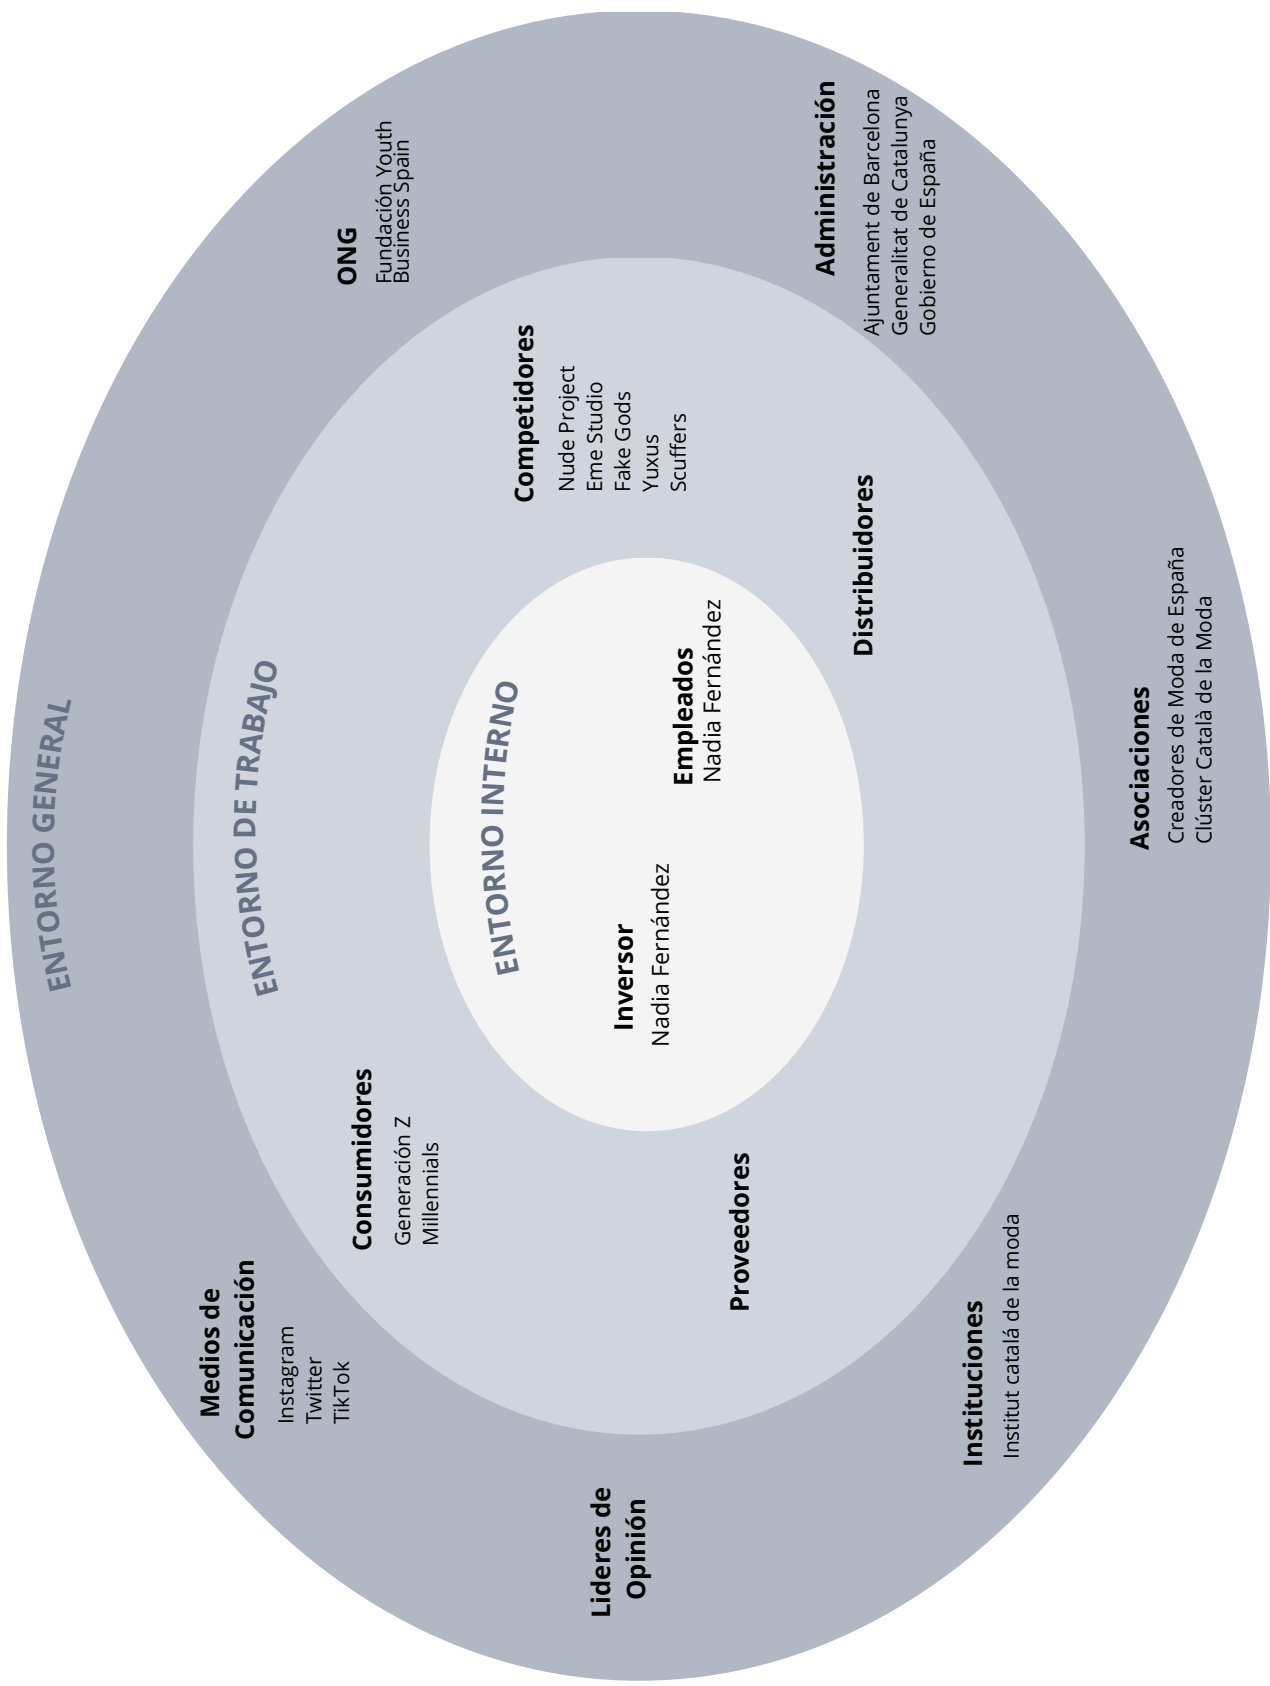 ENTORNO GENERAL
Medios de
Comunicación
Instagram
Twitter
TikTok
ONG
Fundación Youth
Business Spain
Lideres de
Opinión
Administración
Ajuntament de Barcelona
Generalitat de Catalunya
Gobierno de España
Instituciones
Institut catalá de la moda
Asociaciones
Creadores de Moda de España
Clúster Català de la Moda
ENTORNO DE TRABAJO
Consumidores
Generación Z
Millennials
Competidores
Nude Project
Eme Studio
Fake Gods
Yuxus
Scuffers
Proveedores
Distribuidores
ENTORNO INTERNO
Inversor
Nadia Fernández
Empleados
Nadia Fernández